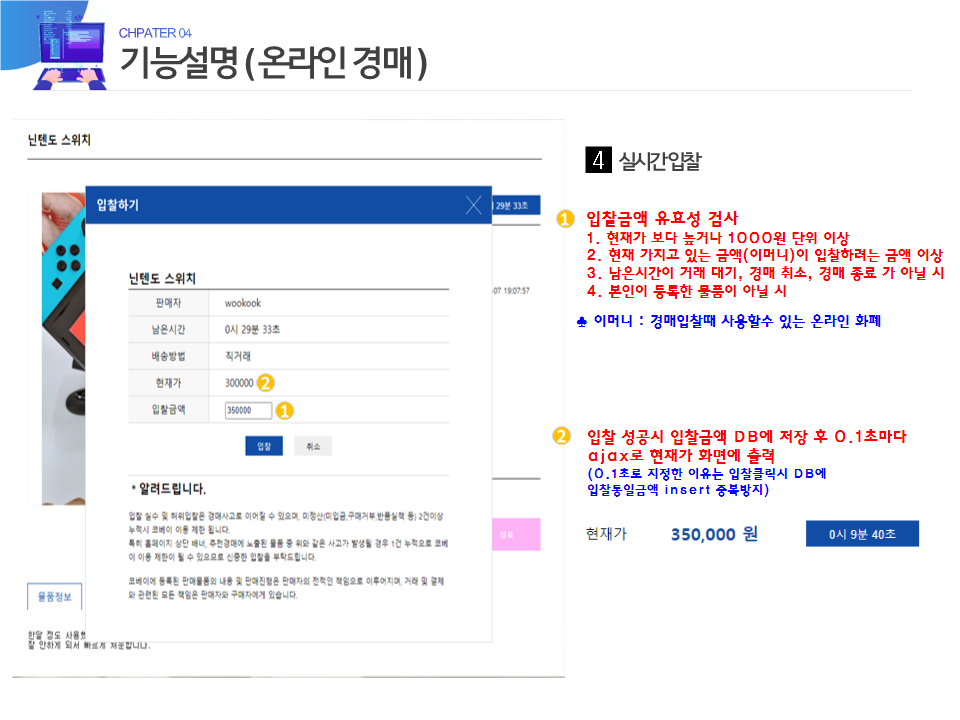 CHPATER 04
기능설명 ( 온라인 경매 )
닌텐도 스위치
4 실시간입찰
입찰하기
29분 33초
1 입찰금액 유효성 검사
1. 현재가 보다 높거나 1000원 단위 이상
2. 현재 가지고 있는 금액(이머니)이 입찰하려는 금액 이상
3. 남은시간이 거래 대기, 경매 취소, 경매 종료 가 아닐 시
4. 본인이 등록한 물품이 아닐 시
♣ 이머니 : 경매입찰때 사용할수 있는 온라인 화폐
닌텐도 스위치
-07 19:07:57
판매자 wookook
남은시간 0시 29분 33초
배송방법 직거래
현재가 300000 2
입찰금액 350000 1
입찰 취소
2 입찰 성공시 입찰금액 DB에 저장 후 0.1초마다
ajax로 현재가 화면에 출력
(0.1초로 지정한 이유는 입찰클릭시 DB에
입찰동일금액 insert 중복방지)
* 알려드립니다.
입찰 실수 및 허위입찰은 경매사고로 이어질 수 있으며, 미정산(미입금,구매거부,반품실책 등) 2건이상
누적시 코베이 이용 제한 됩니다.
특히 홈페이지 상단 배너, 추천경매에 노출된 물품 중 위와 같은 사고가 발생될 경우 1건 누적으로 코베
이 이용 제한이 될 수 있으므로 신중한 입찰을 부탁드립니다.
코베이에 등록된 판매물품의 내용 및 판매진행은 판매자의 전적인 책임으로 이루어지며, 거래 및 결제
와 관련된 모든 책임은 판매자와 구매자에게 있습니다.
현재가 350,000 원 0시 9분 40초
물품정보
한달 정도 사용했
잘 안하게 되서 빠르게 처분합니다.